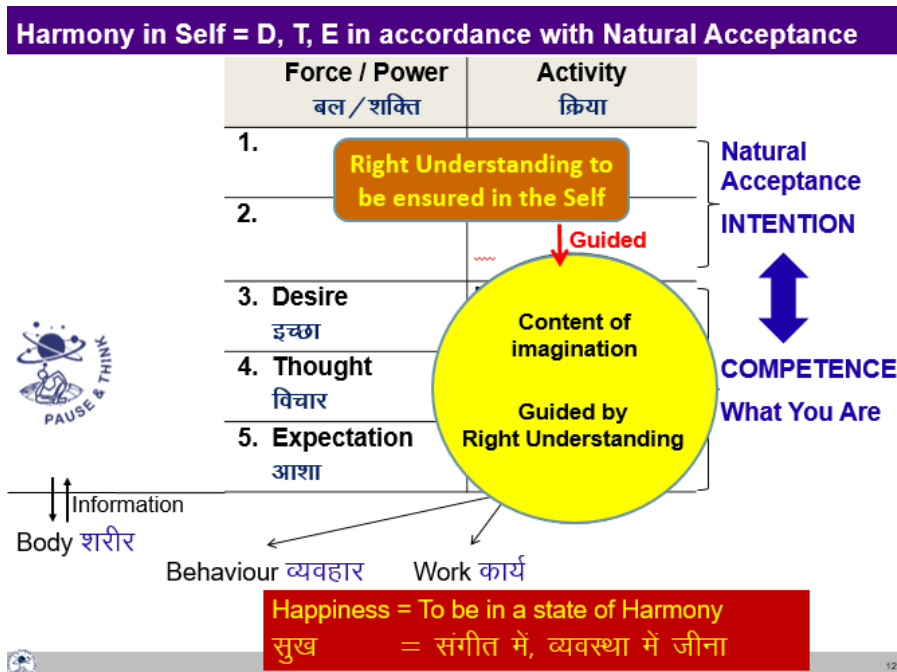 Harmony in Self = D, T, E in accordance with Natural Acceptance
Force / Power
बल / शक्ति
Activity
क्रिया
1.
Right Understanding to
be ensured in the Self
2.
Guided
Natural
Acceptance
INTENTION
3. Desire
इच्छा
4. Thought
विचार
5. Expectation
आशा
Content of
imagination
Guided by
Right Understanding
COMPETENCE
What You Are
PAUSE & THINK
Information
Body शरीर
Behaviour व्यवहार
Work कार्य
Happiness = To be in a state of Harmony
सुख = संगीत में, व्यवस्था में जीना
12